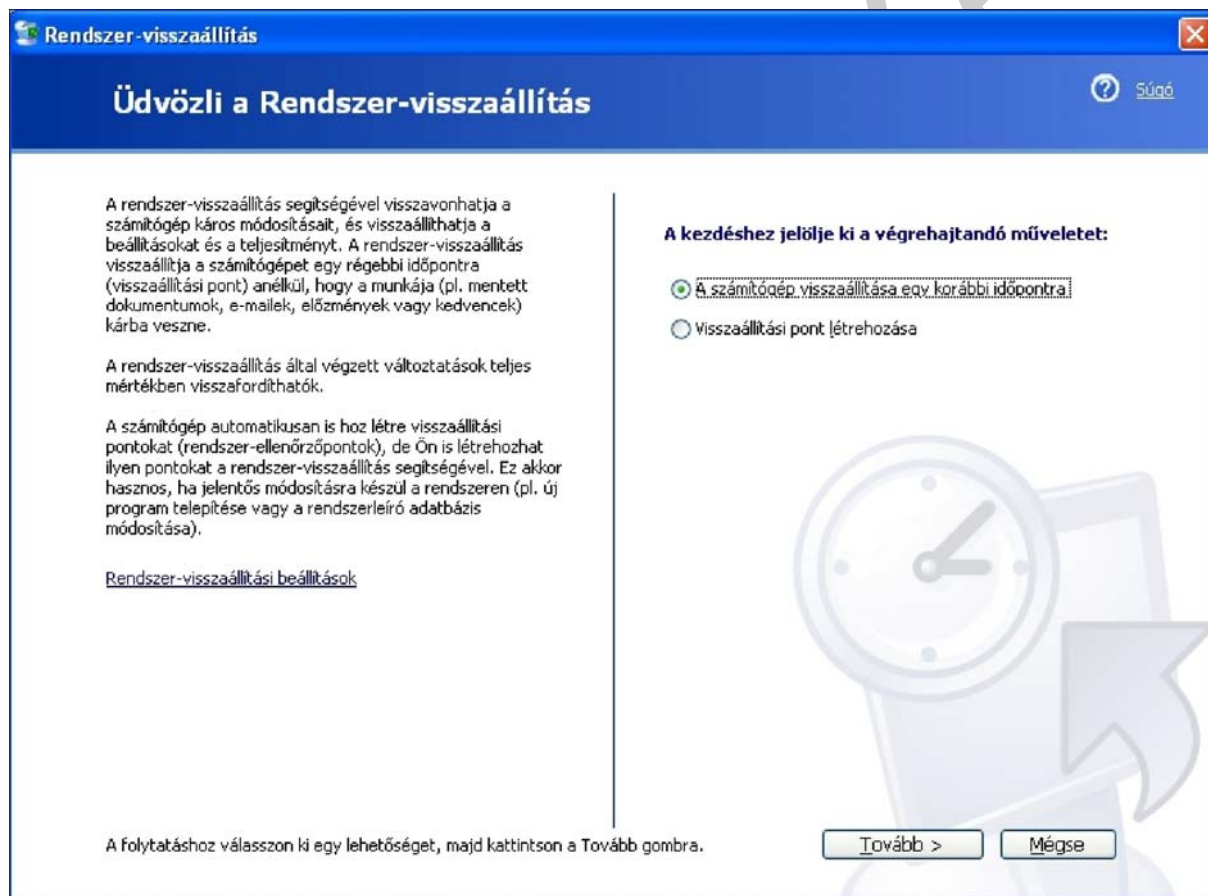 Rendszer-visszaállítás
Üdvözli a Rendszer-visszaállítás
Súgó
A rendszer-visszaállítás segítségével visszavonhatja a
számítógép káros módosításait, és visszaállíthatja a
beállításokat és a teljesítményt. A rendszer-visszaállítás
visszaállítja a számítógépet egy régebbi időpontra
(visszaállítási pont) anélkül, hogy a munkája (pl. mentett
dokumentumok, e-mailek, előzmények vagy kedvencek)
kárba veszne.
A rendszer-visszaállítás által végzett változtatások teljes
mértékben visszafordíthatók.
A számítógép automatikusan is hoz létre visszaállítási
pontokat (rendszer-ellenőrzőpontok), de Ön is létrehozhat
ilyen pontokat a rendszer-visszaállítás segítségével. Ez akkor
hasznos, ha jelentős módosításra készül a rendszeren (pl. új
program telepítése vagy a rendszerleíró adatbázis
módosítása).
Rendszer-visszaállítási beállítások
A kezdéshez jelölje ki a végrehajtandó műveletet:
A számítógép visszaállítása egy korábbi időpontra
Visszaállítási pont létrehozása
A folytatáshoz válasszon ki egy lehetőséget, majd kattintson a Tovább gombra.
Tovább >
Mégse